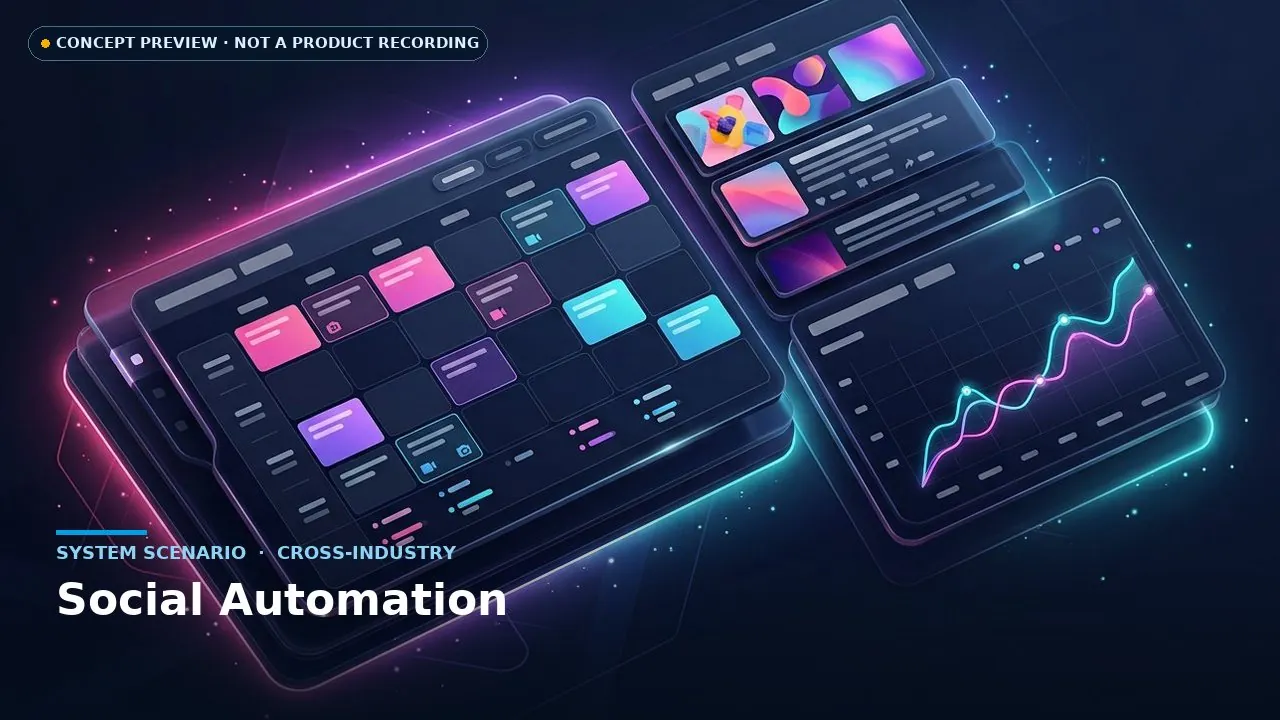 CONCEPT PREVIEW · NOT A PRODUCT RECORDING
SYSTEM SCENARIO · CROSS-INDUSTRY
Social Automation